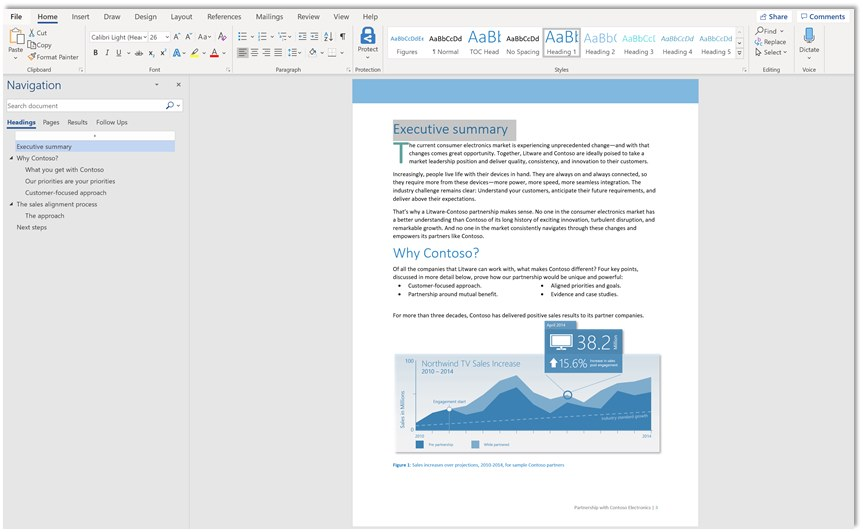 File Home Insert Draw Design Layout References Mailings Review View Help Share Comments
Paste
Cut
Copy
Format Painter
Clipboard
Calibri Light (Hea 26
Font
Paragraph
Protect
Protection
AaBbCcDdEx AaBbCcDd AaBb AaBbCcDd AaBb AaBb( AaBbCcI AaBbCcDd AaBbCcDd
Figures ¶ Normal TOC Head No Spacing Heading 1 Heading 2 Heading 3 Heading 4 Heading 5
Styles
Find
Replace
Select
Editing
Dictate
Voice
Navigation
Search document
Headings Pages Results Follow Ups
Executive summary
Why Contoso?
What you get with Contoso
Our priorities are your priorities
Customer-focused approach
The sales alignment process
The approach
Next steps
Executive summary
The current consumer electronics market is experiencing unprecedented change—and with that
changes come great opportunity. Together, Litware and Contoso are ideally poised to take a
market leadership position and deliver quality, consistency, and innovation to their customers.
Increasingly, people live life with their devices in hand. They are always on and always connected, so
they require more from these devices—more power, more speed, more seamless integration. The
industry challenge remains clear: Understand your customers, anticipate their future requirements, and
deliver above their expectations.
That's why a Litware-Contoso partnership makes sense. No one in the consumer electronics market has
a better understanding than Contoso of its long history of exciting innovation, turbulent disruption, and
remarkable growth. And no one in the market consistently navigates through these changes and
empowers its partners like Contoso.
Why Contoso?
Of all the companies that Litware can work with, what makes Contoso different? Four key points,
discussed in more detail below, prove how our partnership would be unique and powerful:
• Customer-focused approach.
• Partnership around mutual benefit.
• Aligned priorities and goals.
• Evidence and case studies.
For more than three decades, Contoso has delivered positive sales results to its partner companies.
April 2014
38.2
15.6% Increase in sales
post-engagement
Northwind TV Sales Increase
2010 – 2014
100
Sales in Millions
Engagement start
Industry standard growth
0
2010 2014
Pre-partnership While partnered
Figure 1: Sales increases over projections, 2010-2014, for sample Contoso partners
Partnership with Contoso Electronics | 3